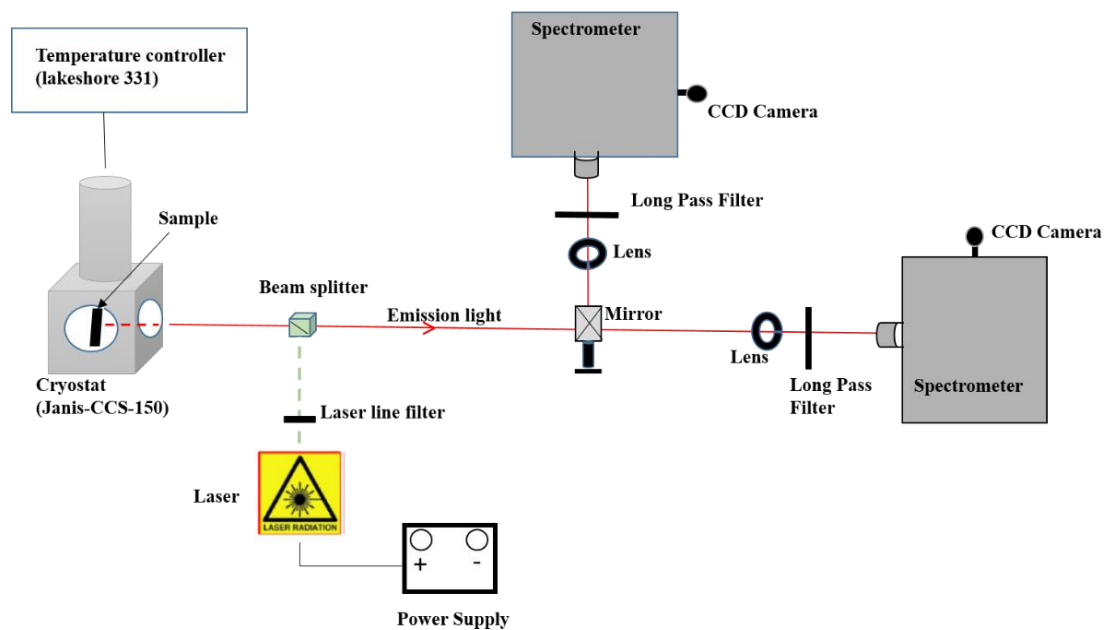 Spectrometer
Temperature controller
(lakeshore 331)
CCD Camera
Long Pass Filter
Sample
CCD Camera
Lens
Beam splitter
Emission light
Mirror
Lens
Cryostat
(Janis-CCS-150)
Long Pass
Filter
Spectrometer
Laser line filter
Laser
LASER RADIATION
+ -
Power Supply